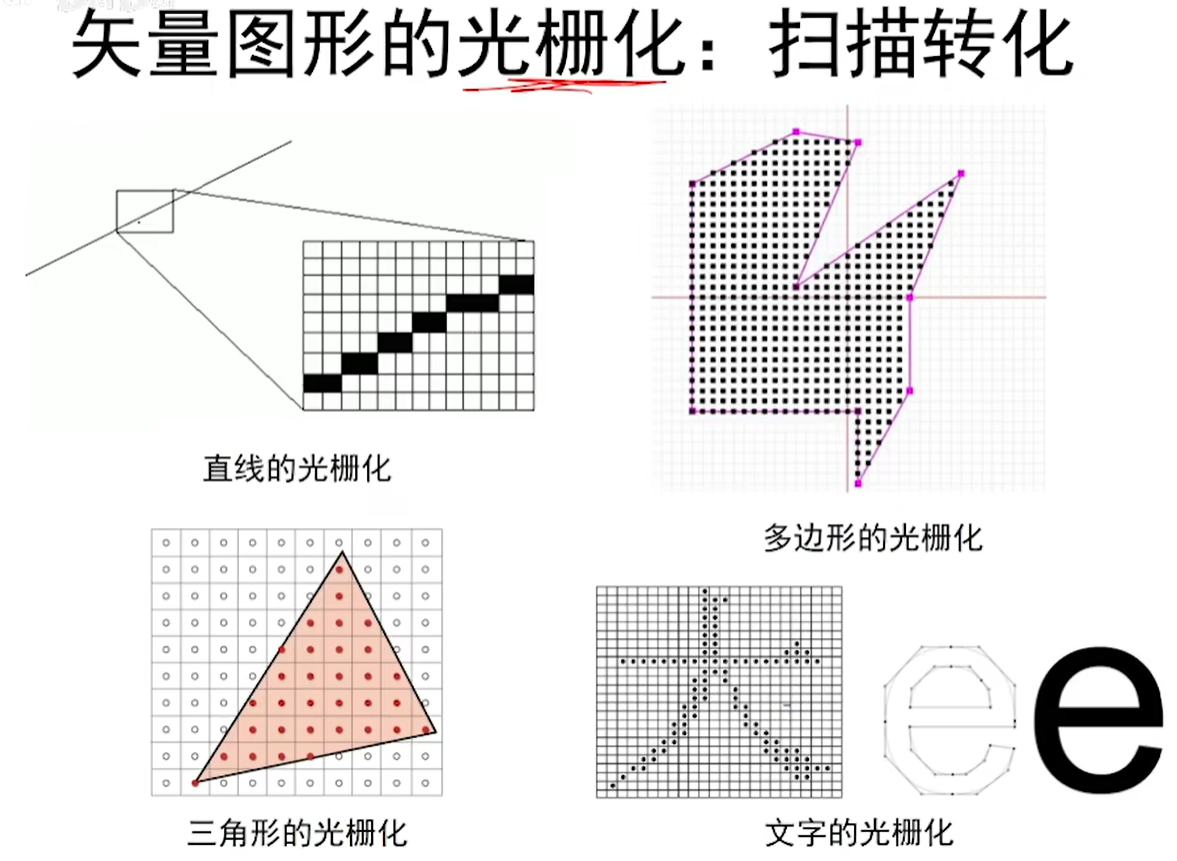 矢量图形的光栅化：扫描转化
直线的光栅化
多边形的光栅化
大
e e
三角形的光栅化
文字的光栅化